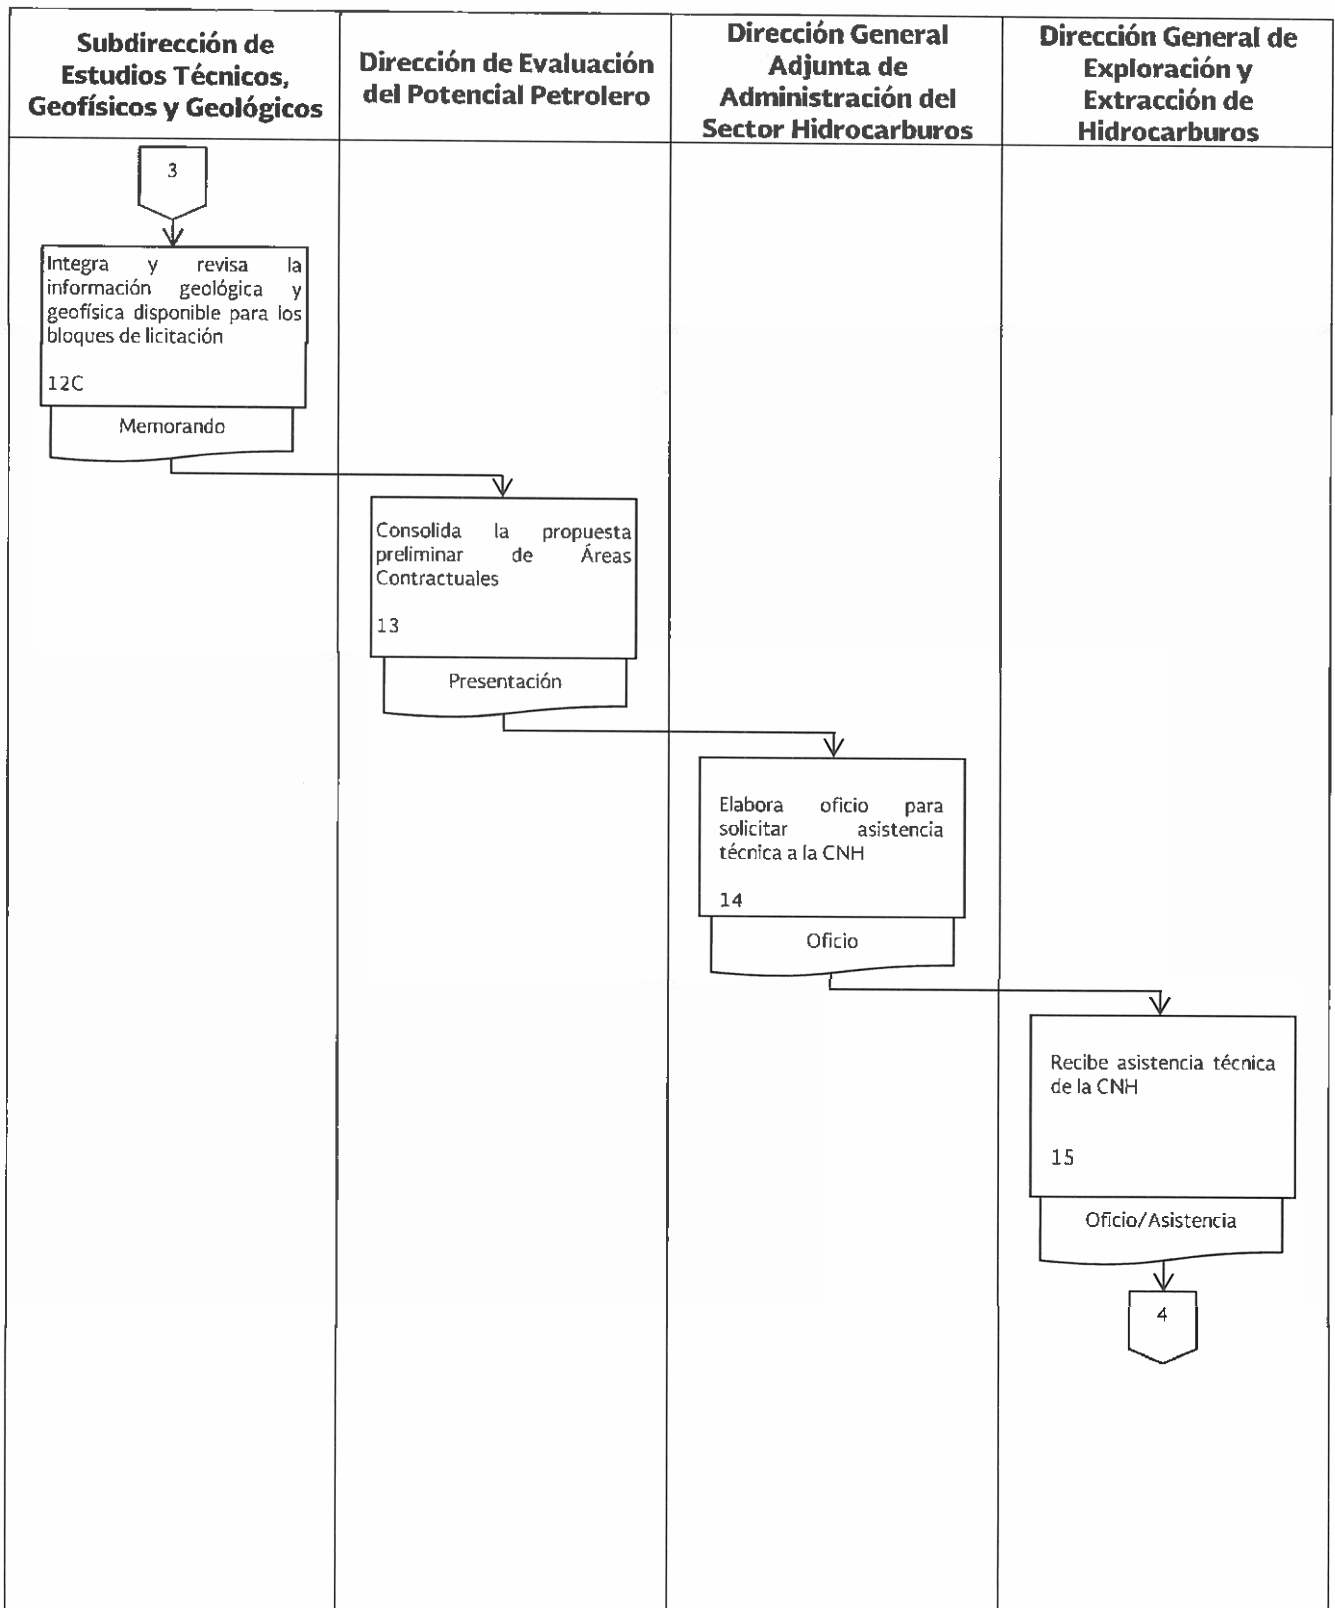 Subdirección de
Estudios Técnicos,
Geofísicos y Geológicos
Dirección de Evaluación
del Potencial Petrolero
Dirección General
Adjunta de
Administración del
Sector Hidrocarburos
Dirección General de
Exploración y
Extracción de
Hidrocarburos
3
Integra y revisa la
información geológica y
geofísica disponible para los
bloques de licitación
12C
Memorando
Consolida la propuesta
preliminar de Áreas
Contractuales
13
Presentación
Elabora oficio para
solicitar asistencia
técnica a la CNH
14
Oficio
Recibe asistencia técnica
de la CNH
15
Oficio/Asistencia
4